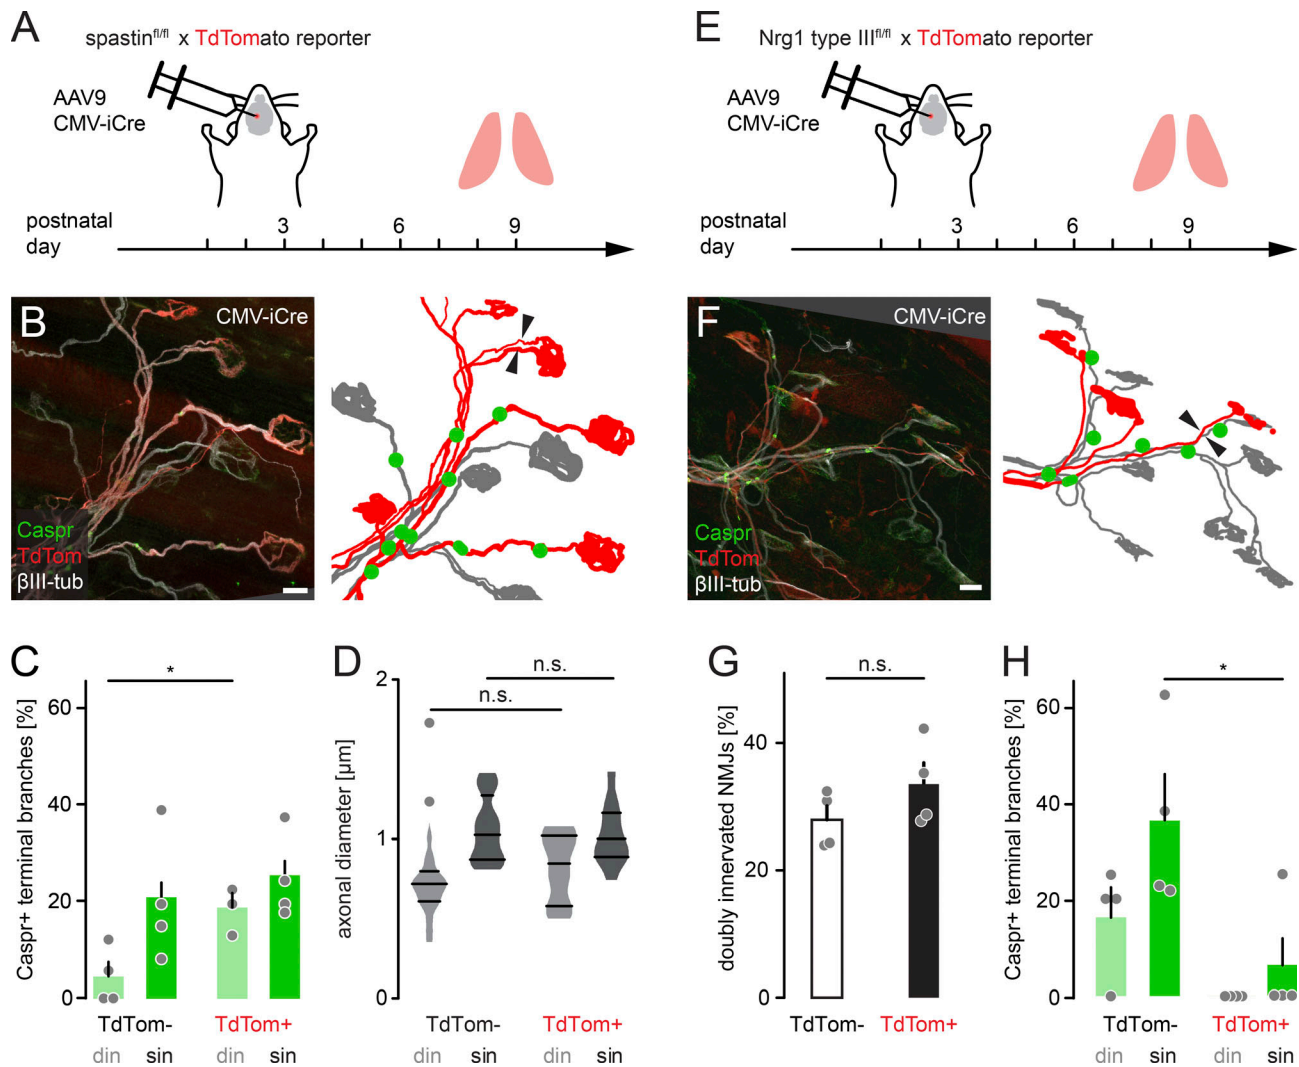 A
spastinfl/fl x TdTomato reporter
AAV9
CMV-iCre
postnatal
day
3
6
9
E
Nrg1 type IIIfl/fl x TdTomato reporter
AAV9
CMV-iCre
postnatal
day
3
6
9
B
CMV-iCre
Caspr
TdTom
βIII-tub
F
CMV-iCre
Caspr
TdTom
βIII-tub
C
Caspr+ terminal branches [%]
60
40
20
0
*
TdTom-
TdTom+
din
sin
din
sin
D
axonal diameter [µm]
2
1
0
n.s.
n.s.
TdTom-
TdTom+
din
sin
din
sin
G
doubly innervated NMJs [%]
40
20
0
n.s.
TdTom-
TdTom+
H
Caspr+ terminal branches [%]
60
40
20
0
*
TdTom-
TdTom+
din
sin
din
sin